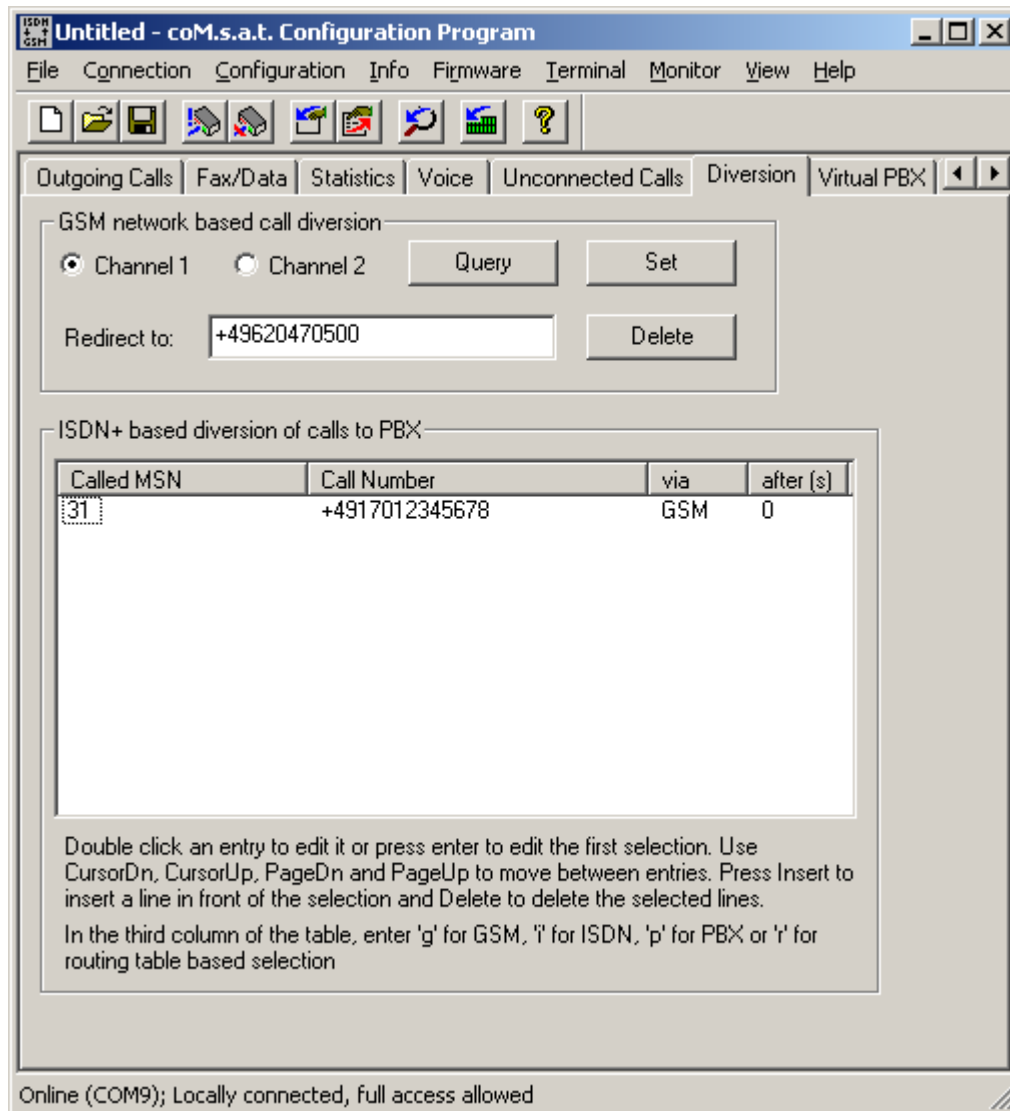 ISDN
GSM
Untitled - coM.s.a.t. Configuration Program
File Connection Configuration Info Firmware Terminal Monitor View Help
Outgoing Calls Fax/Data Statistics Voice Unconnected Calls Diversion Virtual PBX
GSM network based call diversion
Channel 1 Channel 2 Query Set
Redirect to: +49620470500 Delete
ISDN+ based diversion of calls to PBX
Called MSN Call Number via after (s)
31 +4917012345678 GSM 0
Double click an entry to edit it or press enter to edit the first selection. Use
CursorDn, CursorUp, PageDn and PageUp to move between entries. Press Insert to
insert a line in front of the selection and Delete to delete the selected lines.
In the third column of the table, enter 'g' for GSM, 'i' for ISDN, 'p' for PBX or 'r' for
routing table based selection
Online (COM9); Locally connected, full access allowed